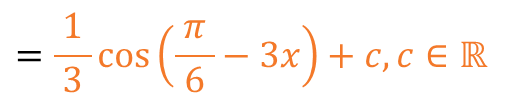 = 1/3 cos(π/6 − 3x) + c, c ∈ ℝ